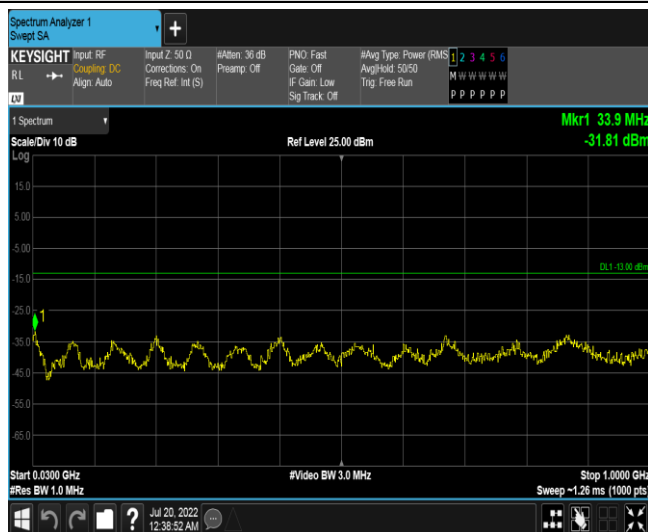 Spectrum Analyzer 1
Swept SA
+
KEYSIGHT
RL
LXI
Input: RF
Coupling: DC
Align: Auto
Input Z: 50 Ω
Corrections: On
Freq Ref: Int (S)
#Atten: 36 dB
Preamp: Off
PNO: Fast
Gate: Off
IF Gain: Low
Sig Track: Off
#Avg Type: Power (RMS
Avg|Hold: 50/50
Trig: Free Run
1 2 3 4 5 6
M W W W W W
P P P P P P
1 Spectrum
Mkr1 33.9 MHz
Scale/Div 10 dB
Ref Level 25.00 dBm
-31.81 dBm
Log
15.0
5.00
-5.00
DL1 -13.00 dBm
-15.0
-25.0
1
-35.0
-45.0
-55.0
-65.0
Start 0.0300 GHz
#Video BW 3.0 MHz
Stop 1.0000 GHz
#Res BW 1.0 MHz
Sweep ~1.26 ms (1000 pts)
?
Jul 20, 2022
12:38:52 AM